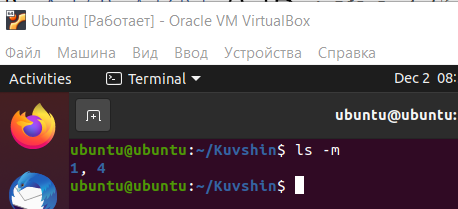 Ubuntu [Работает] - Oracle VM VirtualBox
Файл Машина Вид Ввод Устройства Справка
Activities Terminal Dec 2 08:
ubuntu@ubuntu:
ubuntu@ubuntu:~/Kuvshin$ ls -m
1, 4
ubuntu@ubuntu:~/Kuvshin$